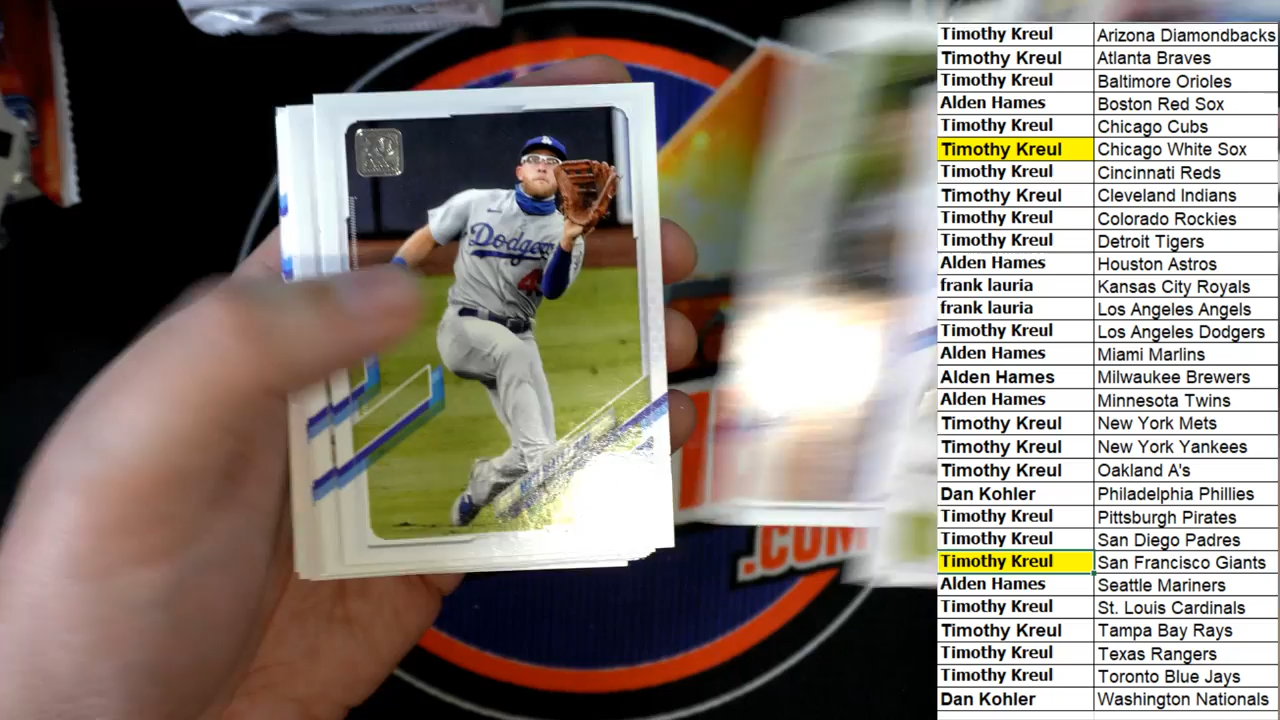 Timothy Kreul Arizona Diamondbacks
Timothy Kreul Atlanta Braves
Timothy Kreul Baltimore Orioles
Alden Hames Boston Red Sox
Timothy Kreul Chicago Cubs
Timothy Kreul Chicago White Sox
Timothy Kreul Cincinnati Reds
Timothy Kreul Cleveland Indians
Timothy Kreul Colorado Rockies
Timothy Kreul Detroit Tigers
Alden Hames Houston Astros
frank lauria Kansas City Royals
frank lauria Los Angeles Angels
Timothy Kreul Los Angeles Dodgers
Alden Hames Miami Marlins
Alden Hames Milwaukee Brewers
Alden Hames Minnesota Twins
Timothy Kreul New York Mets
Timothy Kreul New York Yankees
Timothy Kreul Oakland A's
Dan Kohler Philadelphia Phillies
Timothy Kreul Pittsburgh Pirates
Timothy Kreul San Diego Padres
Timothy Kreul San Francisco Giants
Alden Hames Seattle Mariners
Timothy Kreul St. Louis Cardinals
Timothy Kreul Tampa Bay Rays
Timothy Kreul Texas Rangers
Timothy Kreul Toronto Blue Jays
Dan Kohler Washington Nationals
Dodgers
.COM